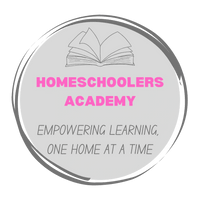 HOMESCHOOLERS
ACADEMY
EMPOWERING LEARNING,
ONE HOME AT A TIME